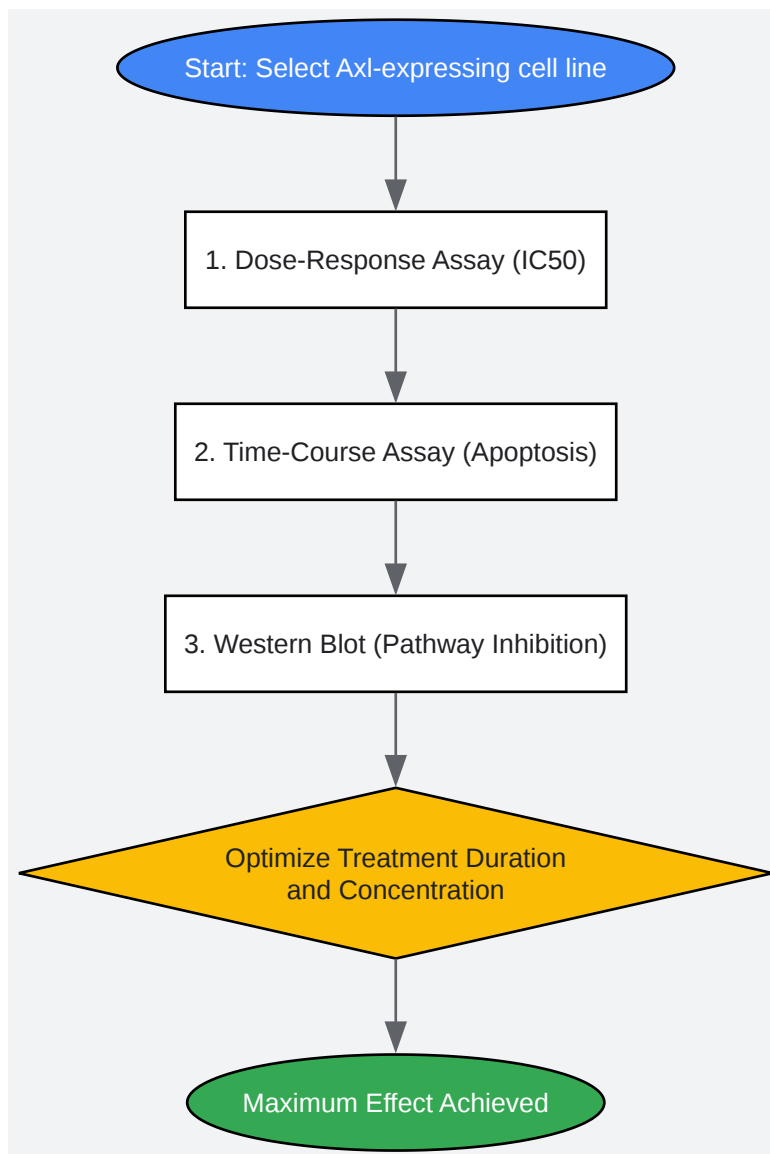 Start: Select Axl-expressing cell line
1. Dose-Response Assay (IC50)
2. Time-Course Assay (Apoptosis)
3. Western Blot (Pathway Inhibition)
Optimize Treatment Duration
and Concentration
Maximum Effect Achieved